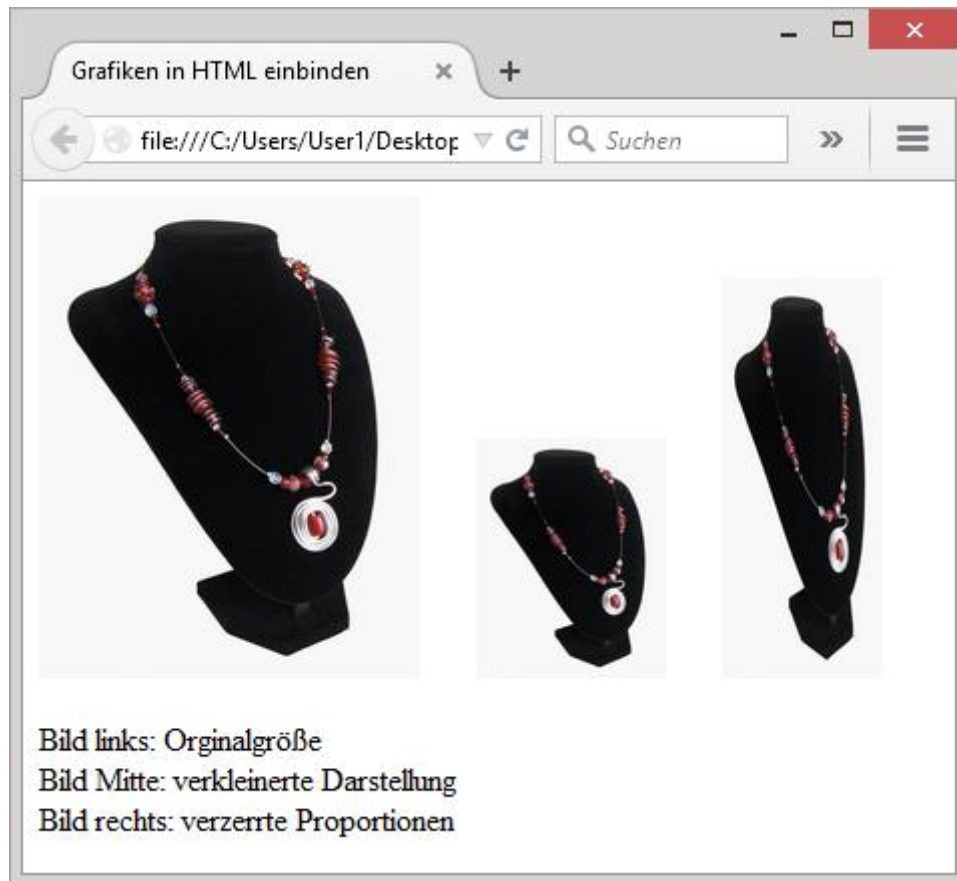 Grafiken in HTML einbinden
file:///C:/Users/User1/Desktop
Suchen
Bild links: Orginalgröße
Bild Mitte: verkleinerte Darstellung
Bild rechts: verzerrte Proportionen